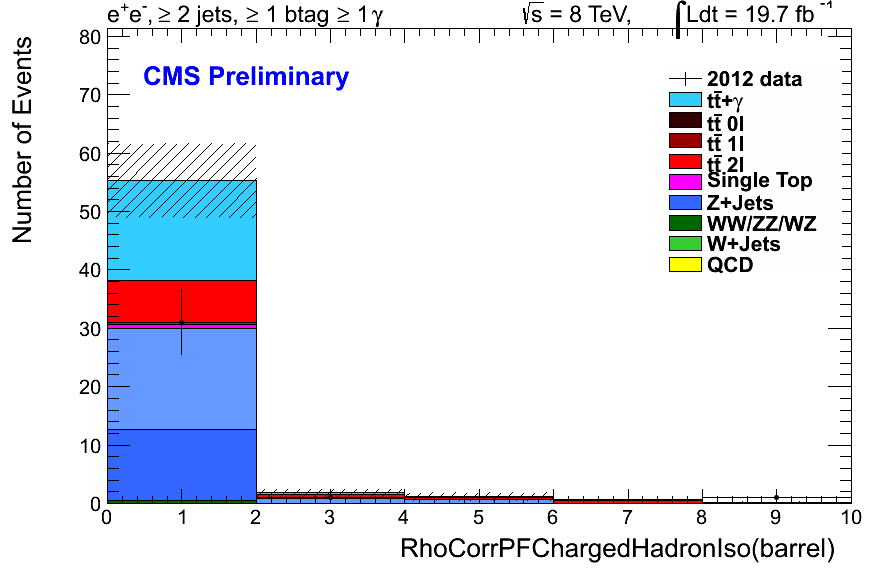 e⁺e⁻, ≥ 2 jets, ≥ 1 btag ≥ 1 γ
√s = 8 TeV, ∫Ldt = 19.7 fb⁻¹
CMS Preliminary
Number of Events
80
70
60
50
40
30
20
10
0
2012 data
tt̄+γ
tt̄ 0l
tt̄ 1l
tt̄ 2l
Single Top
Z+Jets
WW/ZZ/WZ
W+Jets
QCD
0 1 2 3 4 5 6 7 8 9 10
RhoCorrPFChargedHadronIso(barrel)